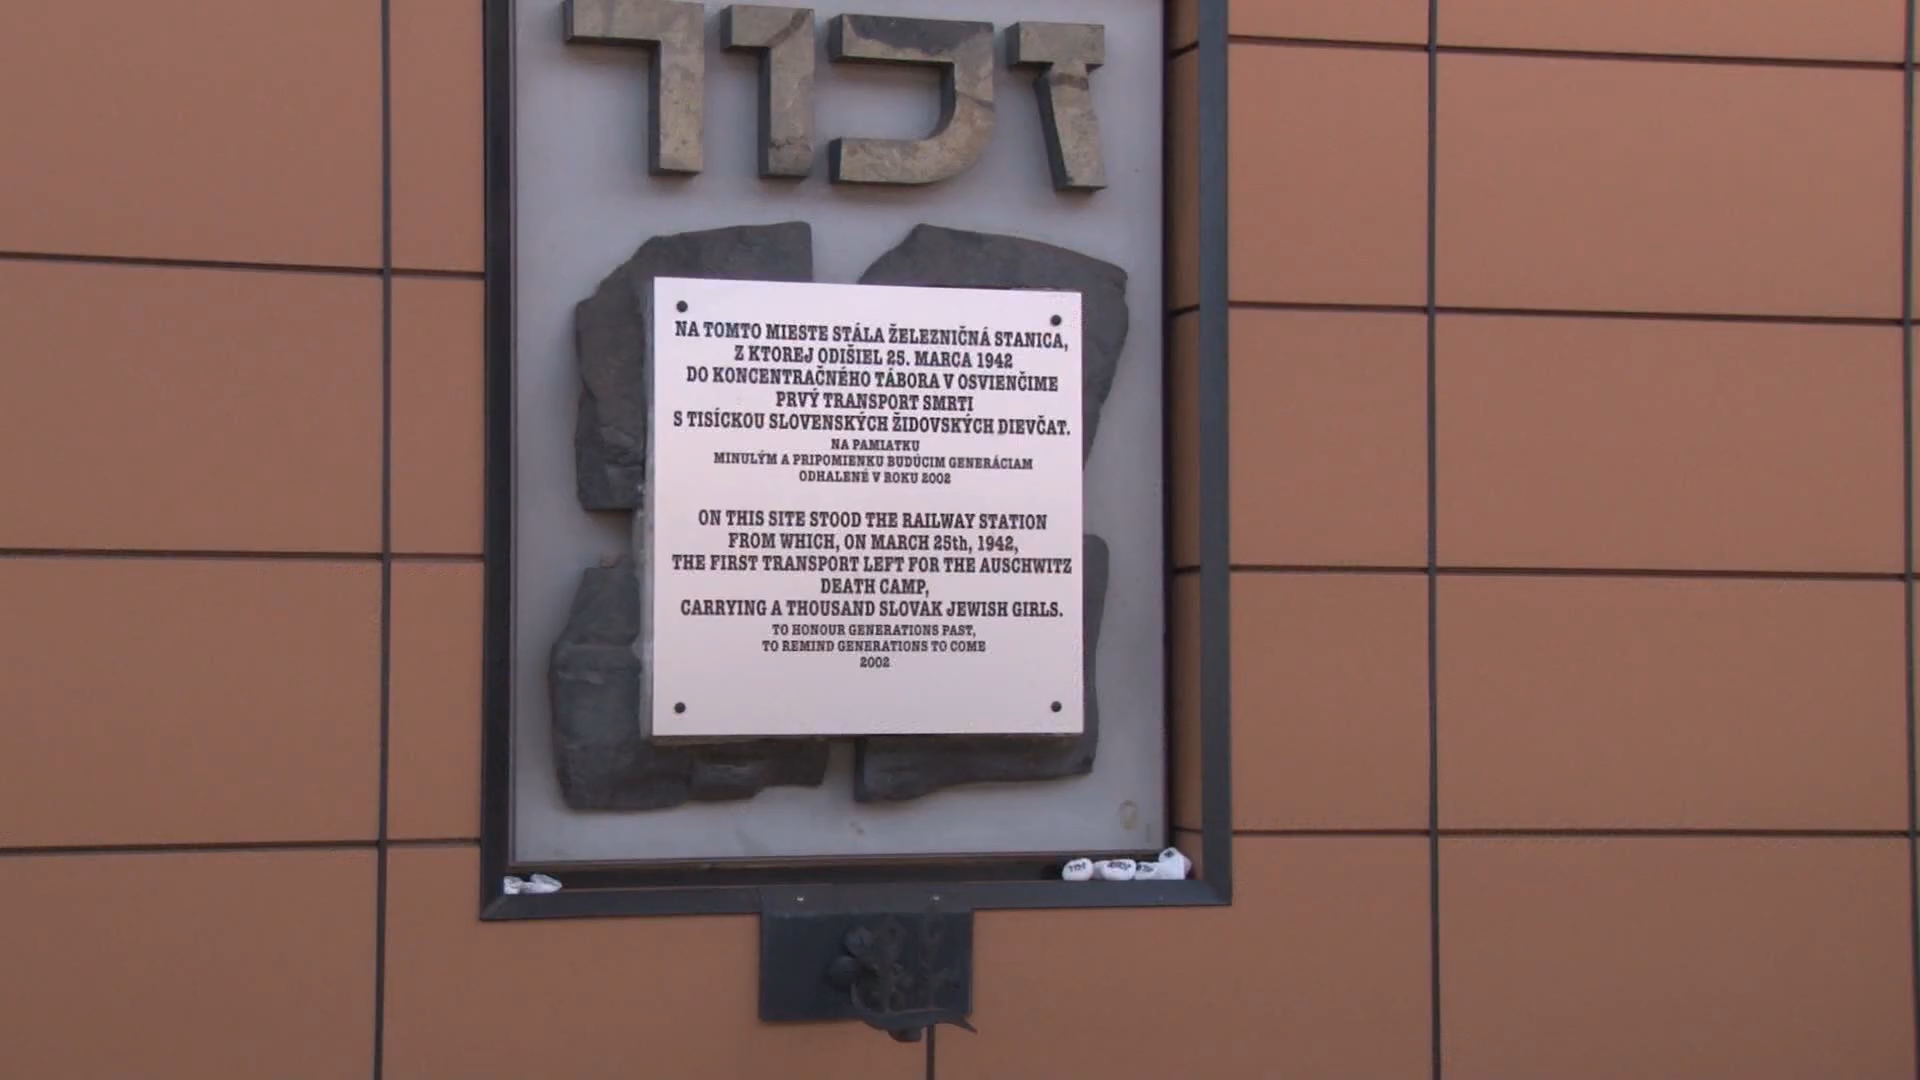 זכור
NA TOMTO MIESTE STÁLA ŽELEZNIČNÁ STANICA,
Z KTOREJ ODIŠIEL 25. MARCA 1942
DO KONCENTRAČNÉHO TÁBORA V OSVIENČIME
PRVÝ TRANSPORT SMRTI
S TISÍCKOU SLOVENSKÝCH ŽIDOVSKÝCH DIEVČAT.
NA PAMIATKU
MINULÝM A PRIPOMIENKU BUDÚCIM GENERÁCIAM
ODHALENÉ V ROKU 2002
ON THIS SITE STOOD THE RAILWAY STATION
FROM WHICH, ON MARCH 25th, 1942,
THE FIRST TRANSPORT LEFT FOR THE AUSCHWITZ
DEATH CAMP,
CARRYING A THOUSAND SLOVAK JEWISH GIRLS.
TO HONOUR GENERATIONS PAST,
TO REMIND GENERATIONS TO COME
2002